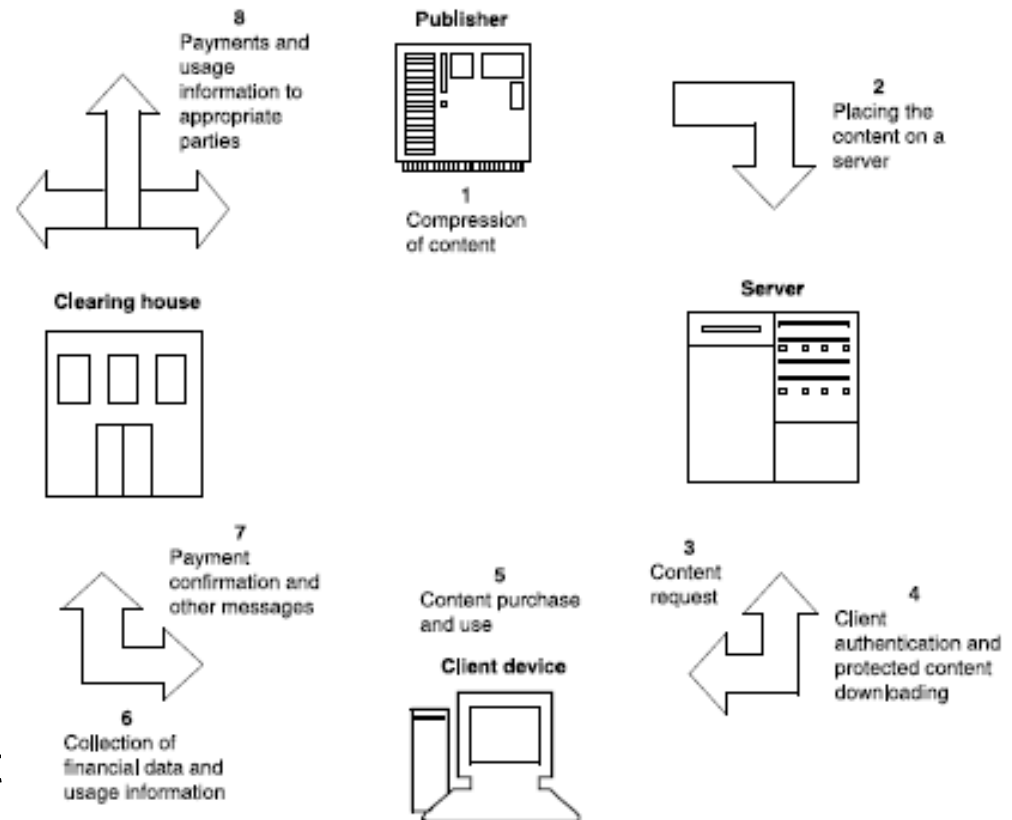 8
Payments and
usage
information to
appropriate
parties
Publisher
1
Compression
of content
2
Placing the
content on a
server
Clearing house
Server
7
Payment
confirmation and
other messages
5
Content purchase
and use
Client device
3
Content
request
4
Client
authentication and
protected content
downloading
6
Collection of
financial data and
usage information